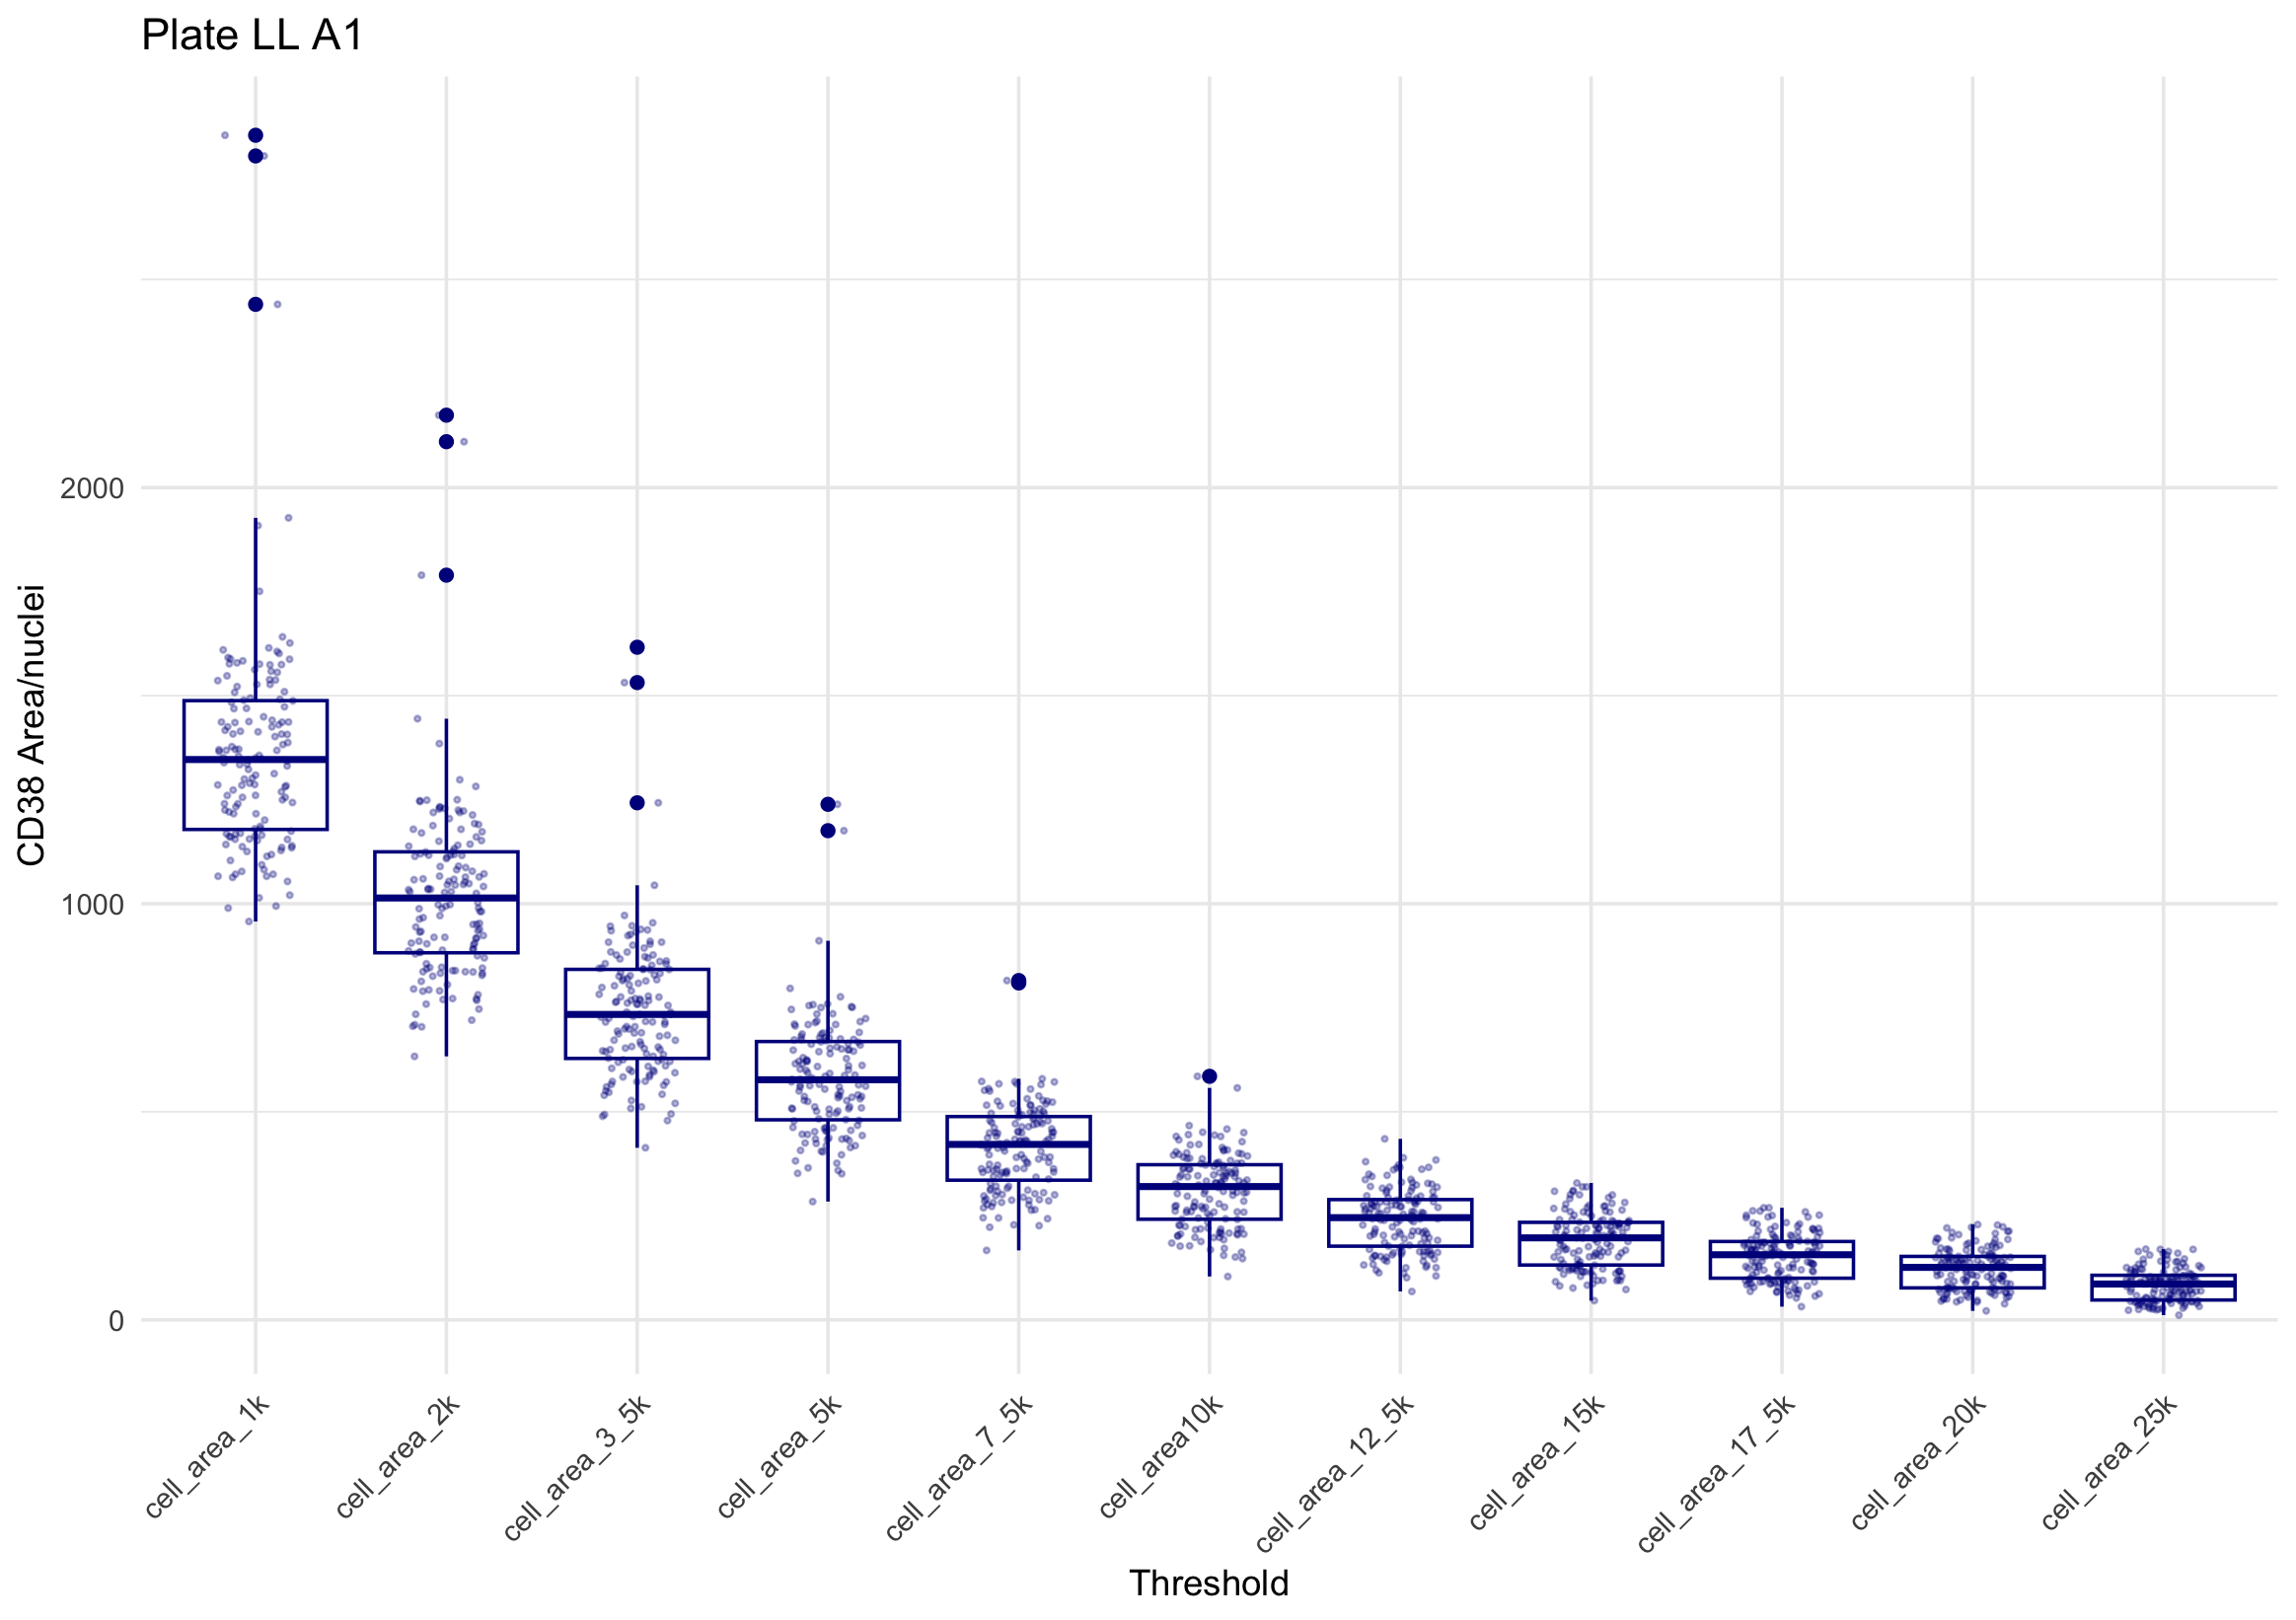 Plate LL A1
CD38 Area/nuclei
2000
1000
0
cell_area_1k
cell_area_2k
cell_area_3_5k
cell_area_5k
cell_area_7_5k
cell_area10k
cell_area_12_5k
cell_area_15k
cell_area_17_5k
cell_area_20k
cell_area_25k
Threshold